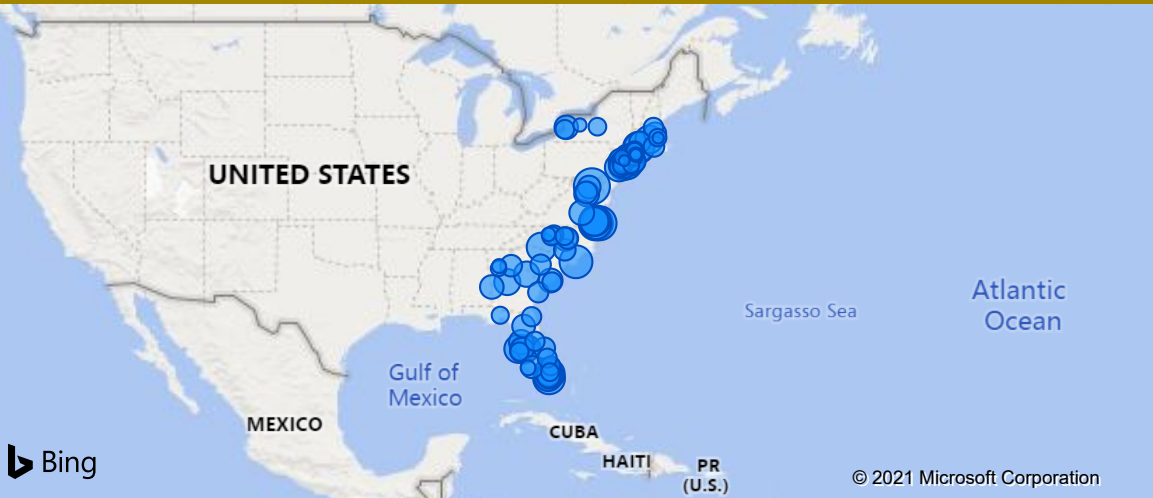 UNITED STATES
Atlantic
Ocean
Sargasso Sea
Gulf of
Mexico
MEXICO
CUBA
HAITI
PR
(U.S.)
Bing
© 2021 Microsoft Corporation